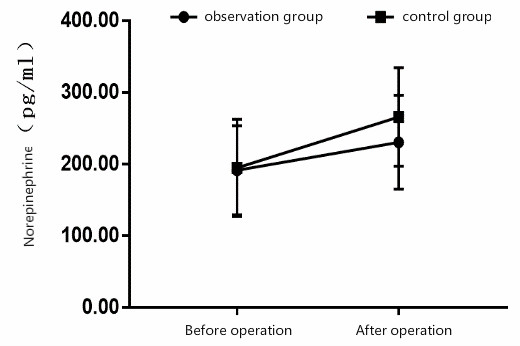 observation group
control group
400.00
300.00
200.00
100.00
0.00
Norepinephrine（pg/ml）
Before operation
After operation